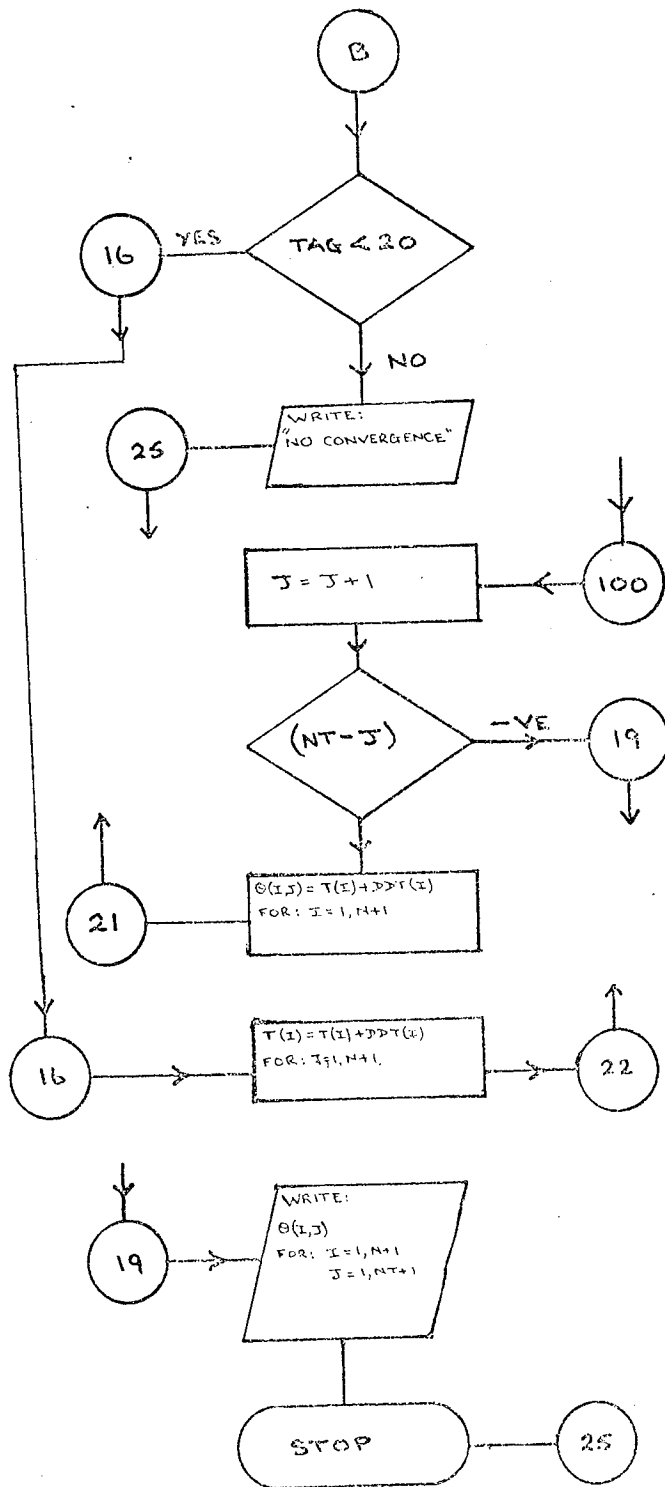 B
TAG < 20
YES
16
NO
WRITE:
"NO CONVERGENCE"
25
100
J = J + 1
(NT - J)
-VE
19
θ(I,J) = T(I) + DDT(I)
FOR: I = 1, N+1
21
16
T(I) = T(I) + DDT(I)
FOR: I=1, N+1.
22
19
WRITE:
θ(I,J)
FOR: I = 1, N+1
J = 1, NT+1
STOP
25